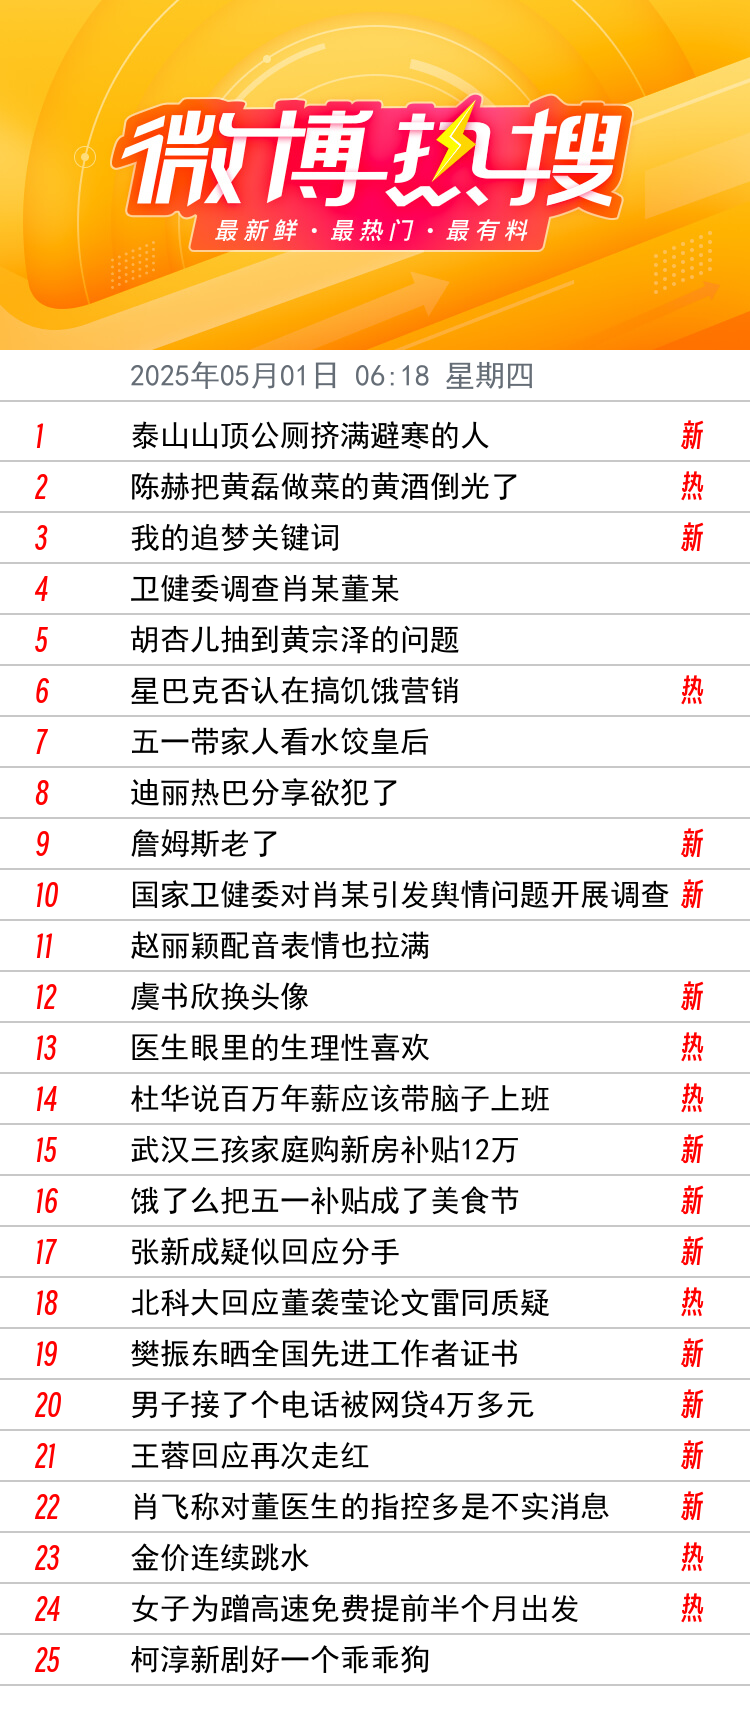 微博热搜
最新鲜·最热门·最有料
2025年05月01日 06:18 星期四
1 泰山山顶公厕挤满避寒的人 新
2 陈赫把黄磊做菜的黄酒倒光了 热
3 我的追梦关键词 新
4 卫健委调查肖某董某
5 胡杏儿抽到黄宗泽的问题
6 星巴克否认在搞饥饿营销 热
7 五一带家人看水饺皇后
8 迪丽热巴分享欲犯了
9 詹姆斯老了 新
10 国家卫健委对肖某引发舆情问题开展调查 新
11 赵丽颖配音表情也拉满
12 虞书欣换头像 新
13 医生眼里的生理性喜欢 热
14 杜华说百万年薪应该带脑子上班 热
15 武汉三孩家庭购新房补贴12万 新
16 饿了么把五一补贴成了美食节 新
17 张新成疑似回应分手 新
18 北科大回应董袭莹论文雷同质疑 热
19 樊振东晒全国先进工作者证书 新
20 男子接了个电话被网贷4万多元 新
21 王蓉回应再次走红 新
22 肖飞称对董医生的指控多是不实消息 新
23 金价连续跳水 热
24 女子为蹭高速免费提前半个月出发 热
25 柯淳新剧好一个乖乖狗